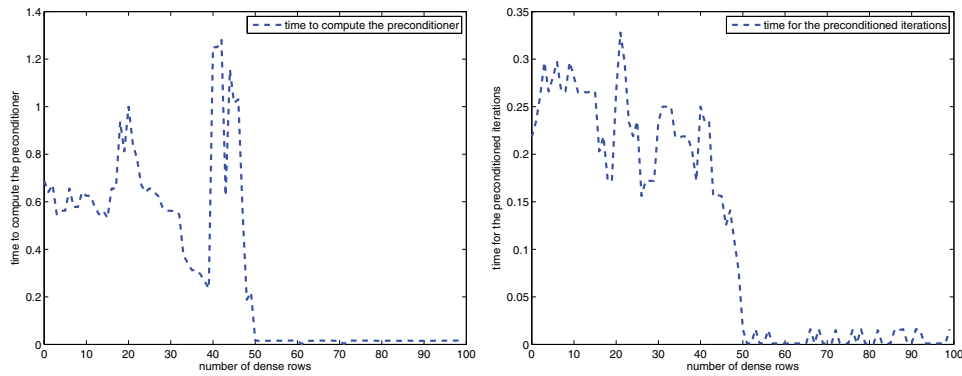 time to compute the preconditioner
1.4
1.2
1
0.8
0.6
0.4
0.2
0
time to compute the preconditioner
0 10 20 30 40 50 60 70 80 90 100
number of dense rows
time for the preconditioned iterations
0.35
0.3
0.25
0.2
0.15
0.1
0.05
0
time for the preconditioned iterations
0 10 20 30 40 50 60 70 80 90 100
number of dense rows